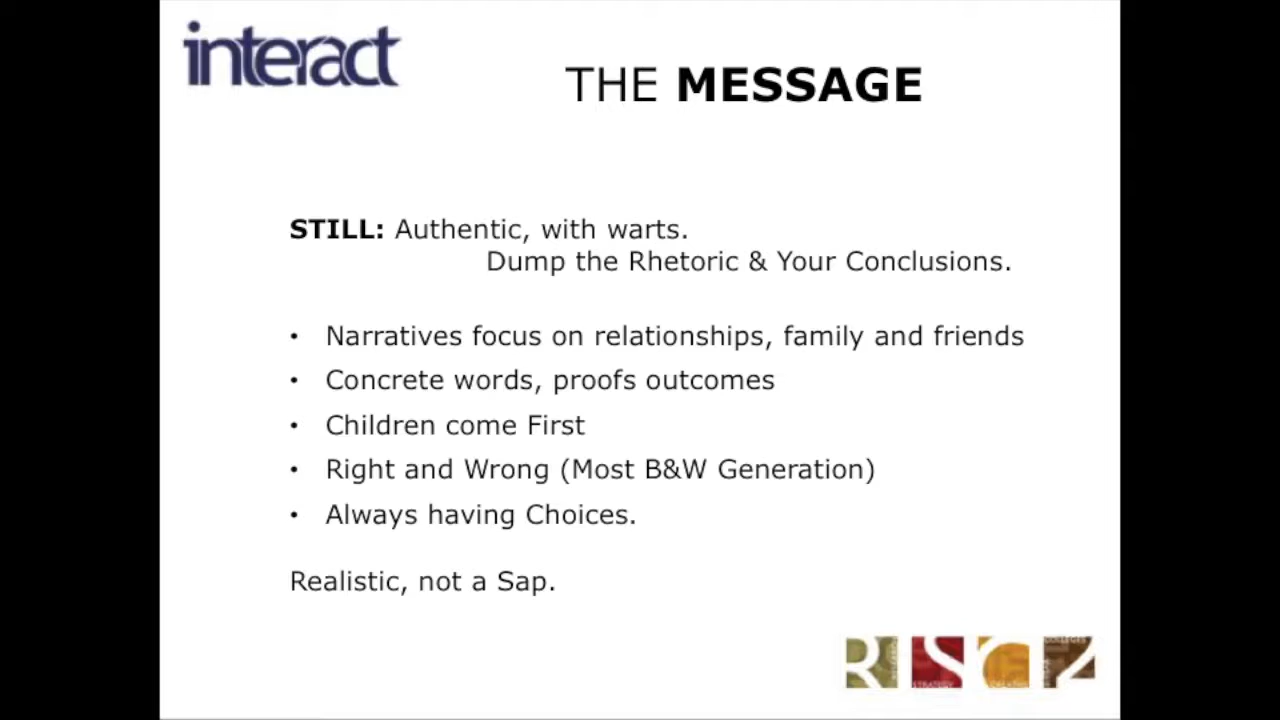 interact
THE MESSAGE
STILL: Authentic, with warts.
Dump the Rhetoric & Your Conclusions.
• Narratives focus on relationships, family and friends
• Concrete words, proofs outcomes
• Children come First
• Right and Wrong (Most B&W Generation)
• Always having Choices.
Realistic, not a Sap.